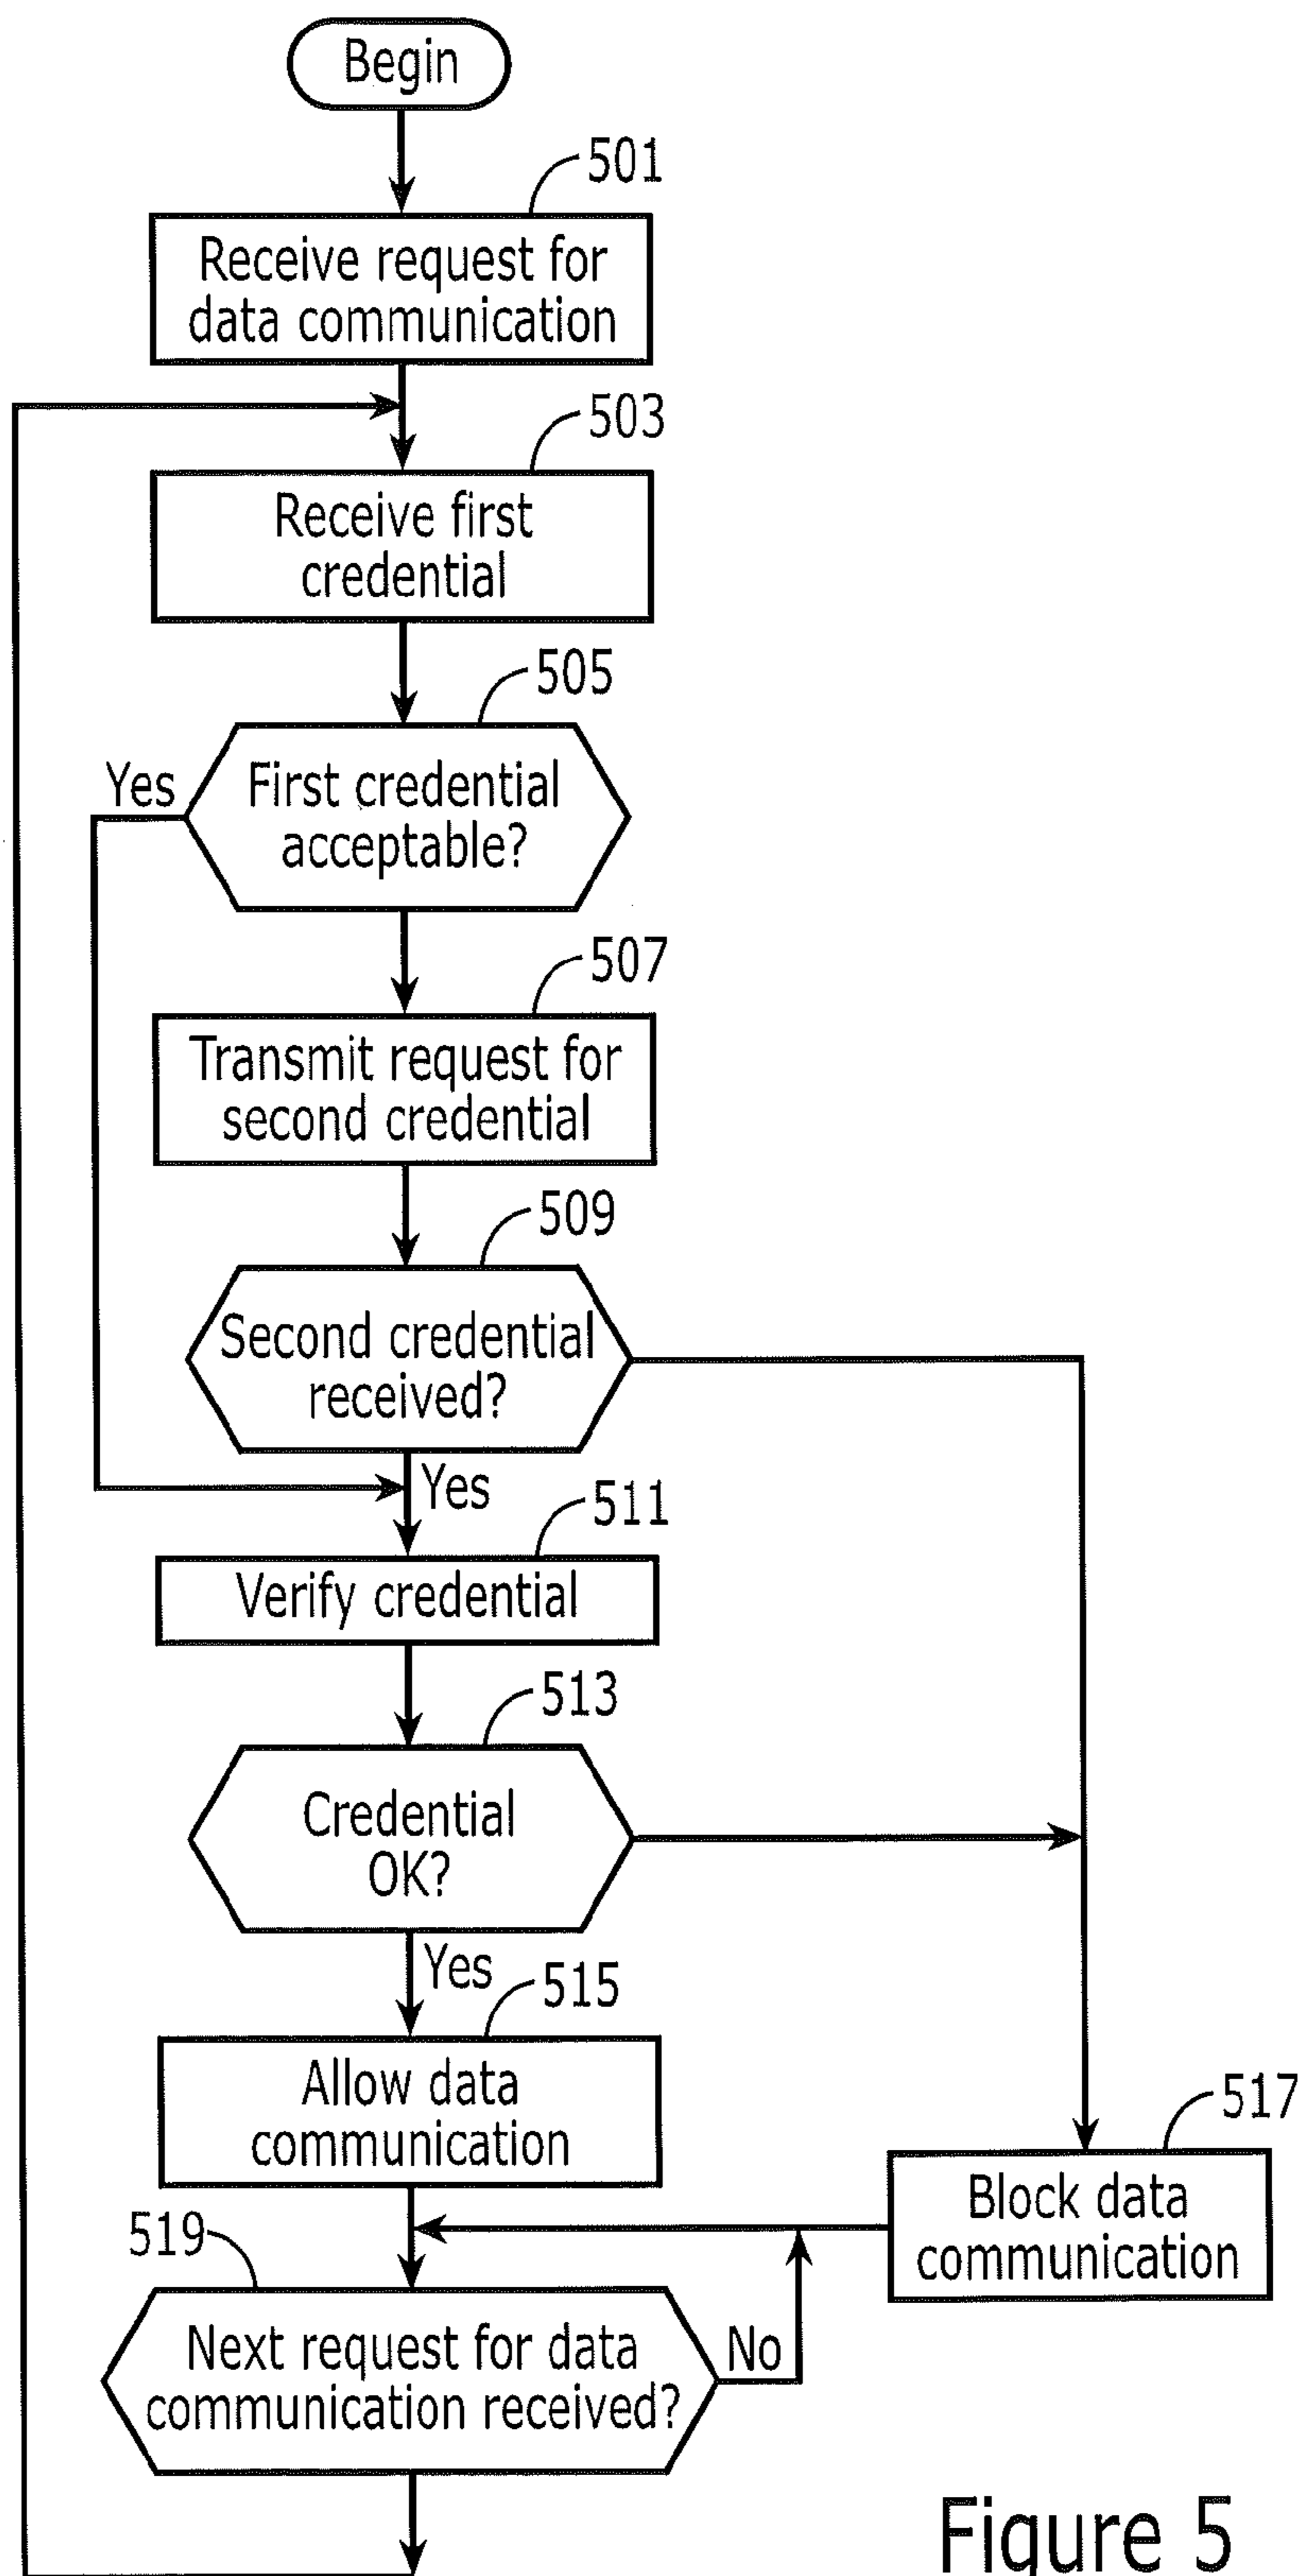 Begin
501
Receive request for
data communication
503
Receive first
credential
505
Yes
First credential
acceptable?
507
Transmit request for
second credential
509
Second credential
received?
Yes
511
Verify credential
513
Credential
OK?
Yes
515
Allow data
communication
517
Block data
communication
519
Next request for data
communication received?
No
Figure 5